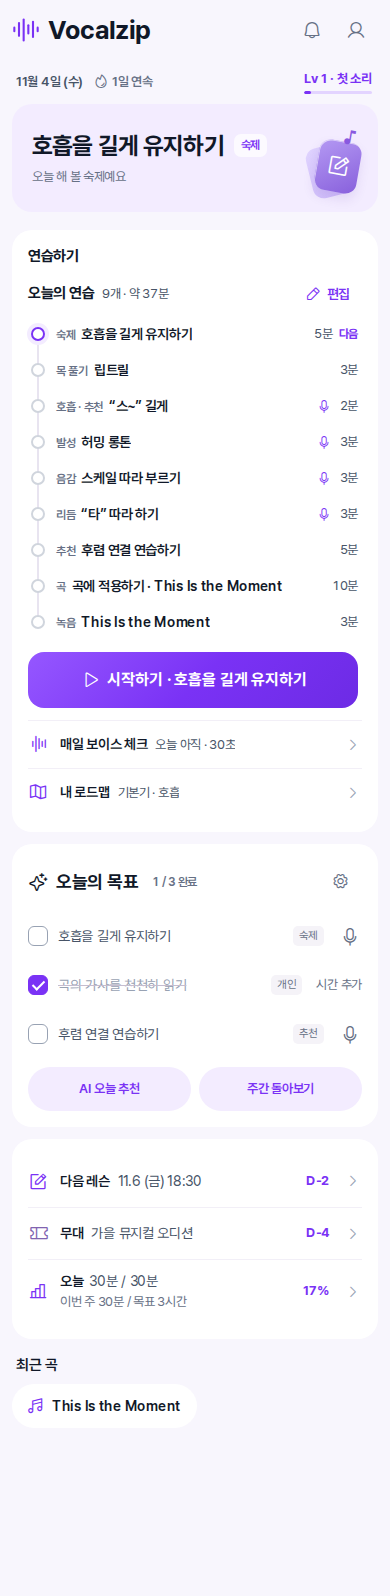 Vocalzip
11월 4일 (수) 1일 연속 Lv 1 · 첫 소리
호흡을 길게 유지하기 숙제
오늘 해 볼 숙제예요
연습하기
오늘의 연습 9개 · 약 37분 편집
숙제 호흡을 길게 유지하기 5분 다음
목 풀기 립트릴 3분
호흡 · 추천 “스~” 길게 2분
발성 허밍 롱톤 3분
음감 스케일 따라 부르기 3분
리듬 “타” 따라 하기 3분
추천 후렴 연결 연습하기 5분
곡 곡에 적용하기 · This Is the Moment 10분
녹음 This Is the Moment 3분
시작하기 · 호흡을 길게 유지하기
매일 보이스 체크 오늘 아직 · 30초
내 로드맵 기본기 · 호흡
오늘의 목표 1 / 3 완료
호흡을 길게 유지하기 숙제
곡의 가사를 천천히 읽기 개인 시간 추가
후렴 연결 연습하기 추천
AI 오늘 추천 주간 돌아보기
다음 레슨 11.6 (금) 18:30 D-2
무대 가을 뮤지컬 오디션 D-4
오늘 30분 / 30분 17%
이번 주 30분 / 목표 3시간
최근 곡
This Is the Moment